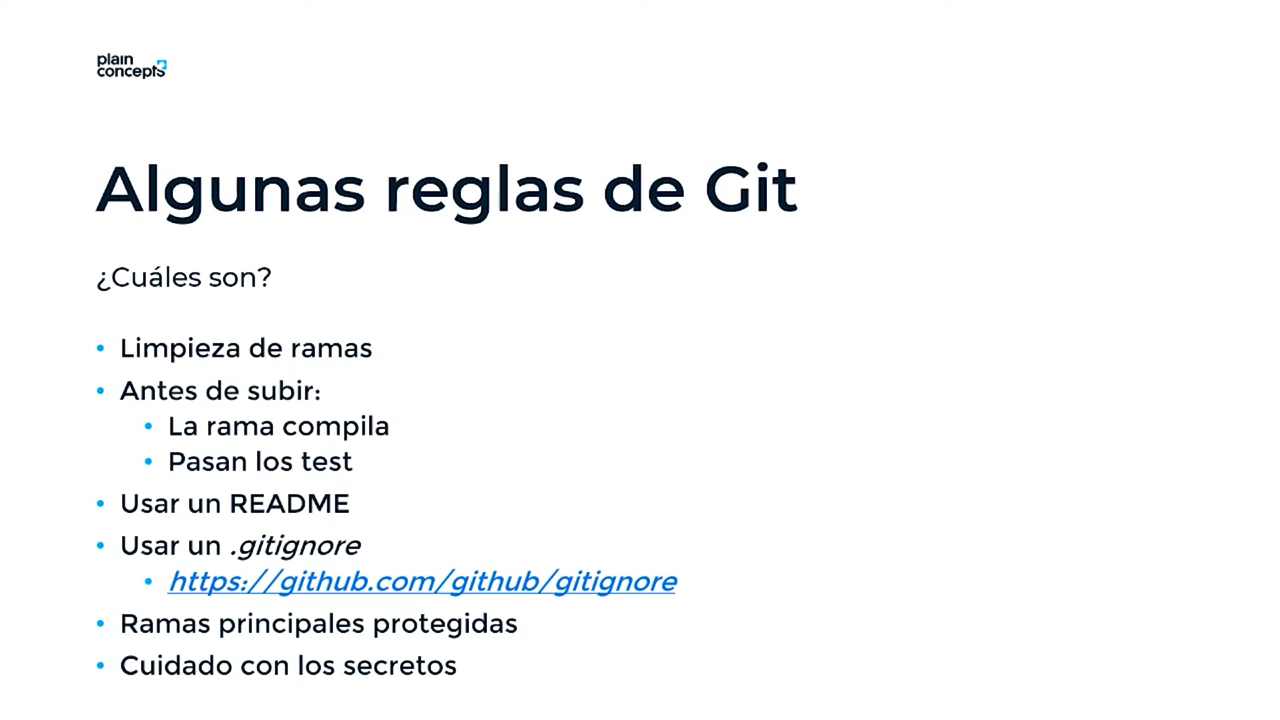 plain
concepts
Algunas reglas de Git
¿Cuáles son?
• Limpieza de ramas
• Antes de subir:
• La rama compila
• Pasan los test
• Usar un README
• Usar un .gitignore
• https://github.com/github/gitignore
• Ramas principales protegidas
• Cuidado con los secretos